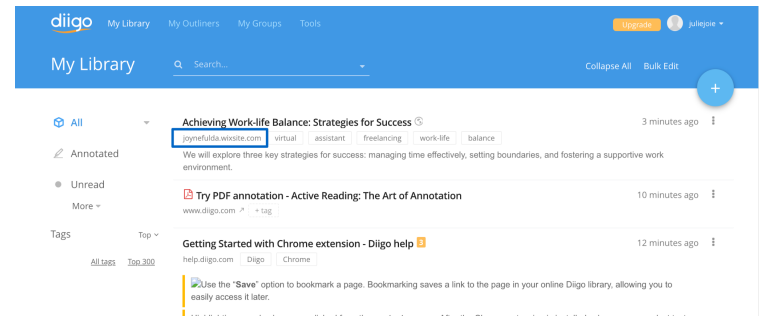 diigo My Library My Outliners My Groups Tools Upgrade juliejoie
My Library Search... Collapse All Bulk Edit
+
All Achieving Work-life Balance: Strategies for Success 3 minutes ago
joynefulda.wixsite.com virtual assistant freelancing work-life balance
Annotated We will explore three key strategies for success: managing time effectively, setting boundaries, and fostering a supportive work
environment.
Unread Try PDF annotation - Active Reading: The Art of Annotation 10 minutes ago
More www.diigo.com + tag
Tags Top Getting Started with Chrome extension - Diigo help 3 12 minutes ago
All tags Top 300 help.diigo.com Diigo Chrome
Use the “Save” option to bookmark a page. Bookmarking saves a link to the page in your online Diigo library, allowing you to
easily access it later.